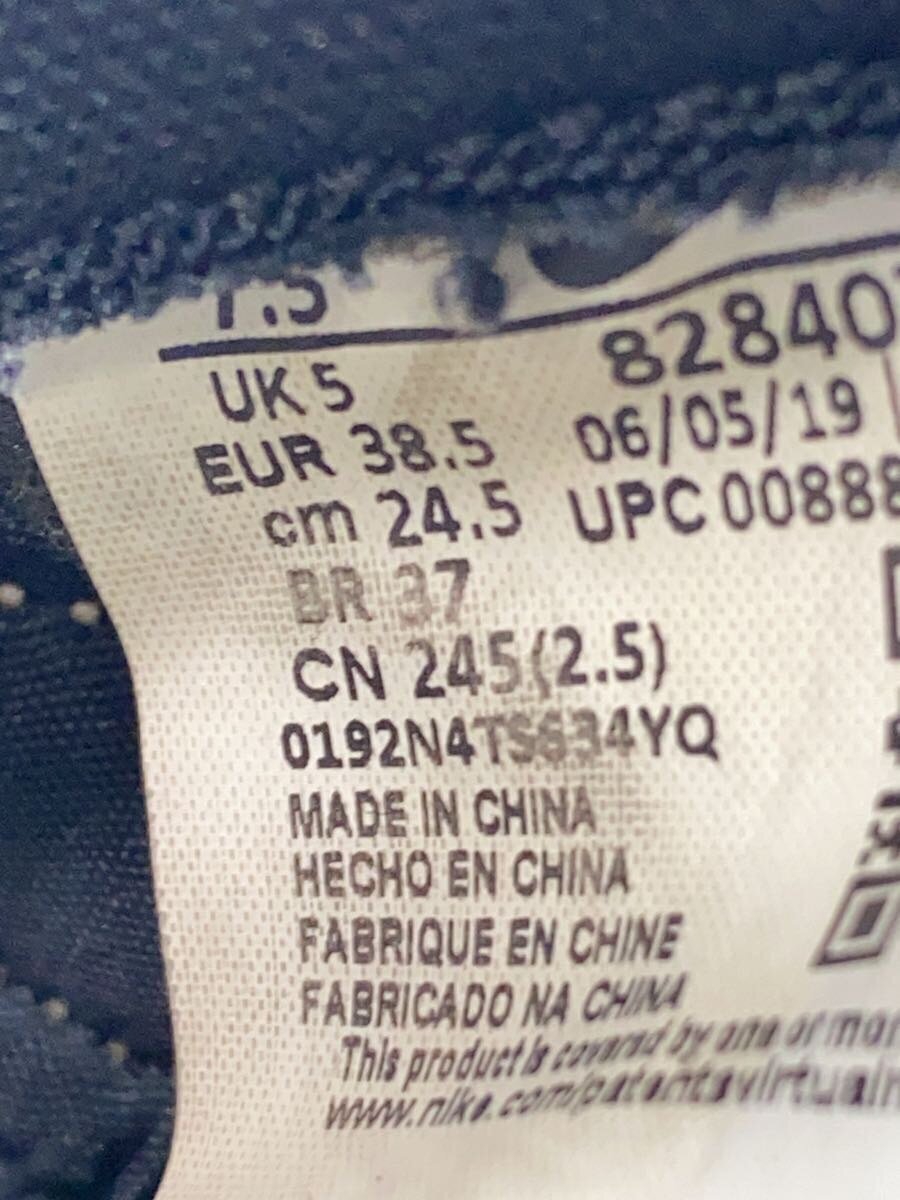 7.5
UK 5
EUR 38.5
cm 24.5
BR 37
CN 245(2.5)
0192N4TS634YQ
MADE IN CHINA
HECHO EN CHINA
FABRIQUE EN CHINE
FABRICADO NA CHINA
828407
06/05/19
UPC 00888
This product is covered by one or mor
www.nike.com/patentsvirtualm